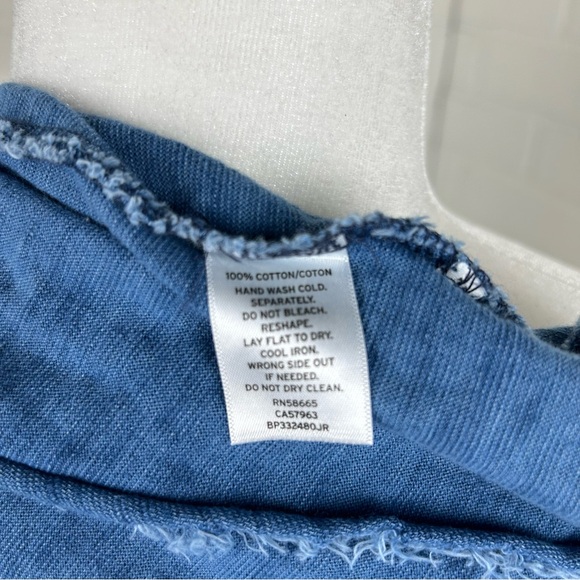 100% COTTON/COTON
HAND WASH COLD.
SEPARATELY.
DO NOT BLEACH.
RESHAPE.
LAY FLAT TO DRY.
COOL IRON.
WRONG SIDE OUT
IF NEEDED.
DO NOT DRY CLEAN.
RN58665
CA57963
BP332480JR